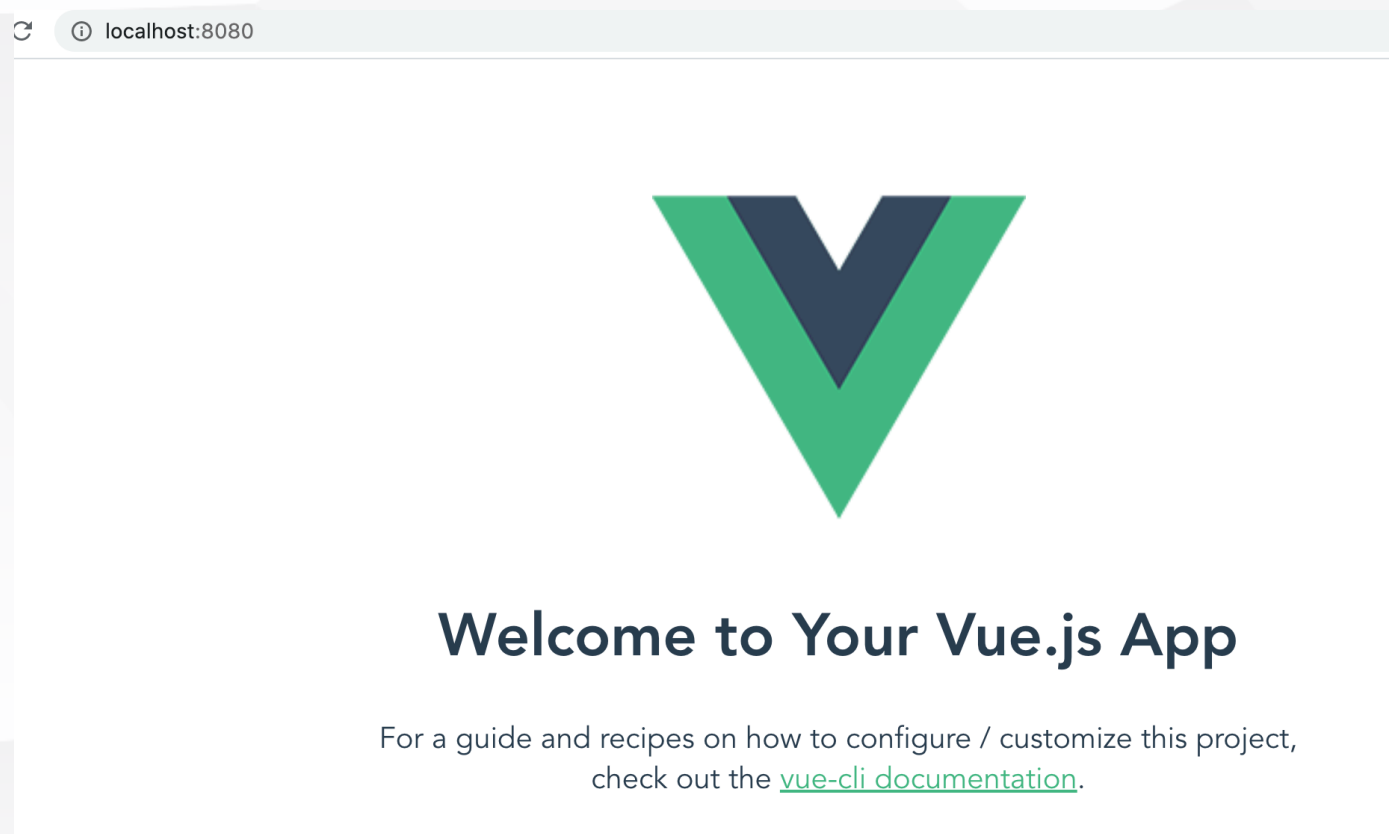 localhost:8080
Welcome to Your Vue.js App
For a guide and recipes on how to configure / customize this project,
check out the vue-cli documentation.